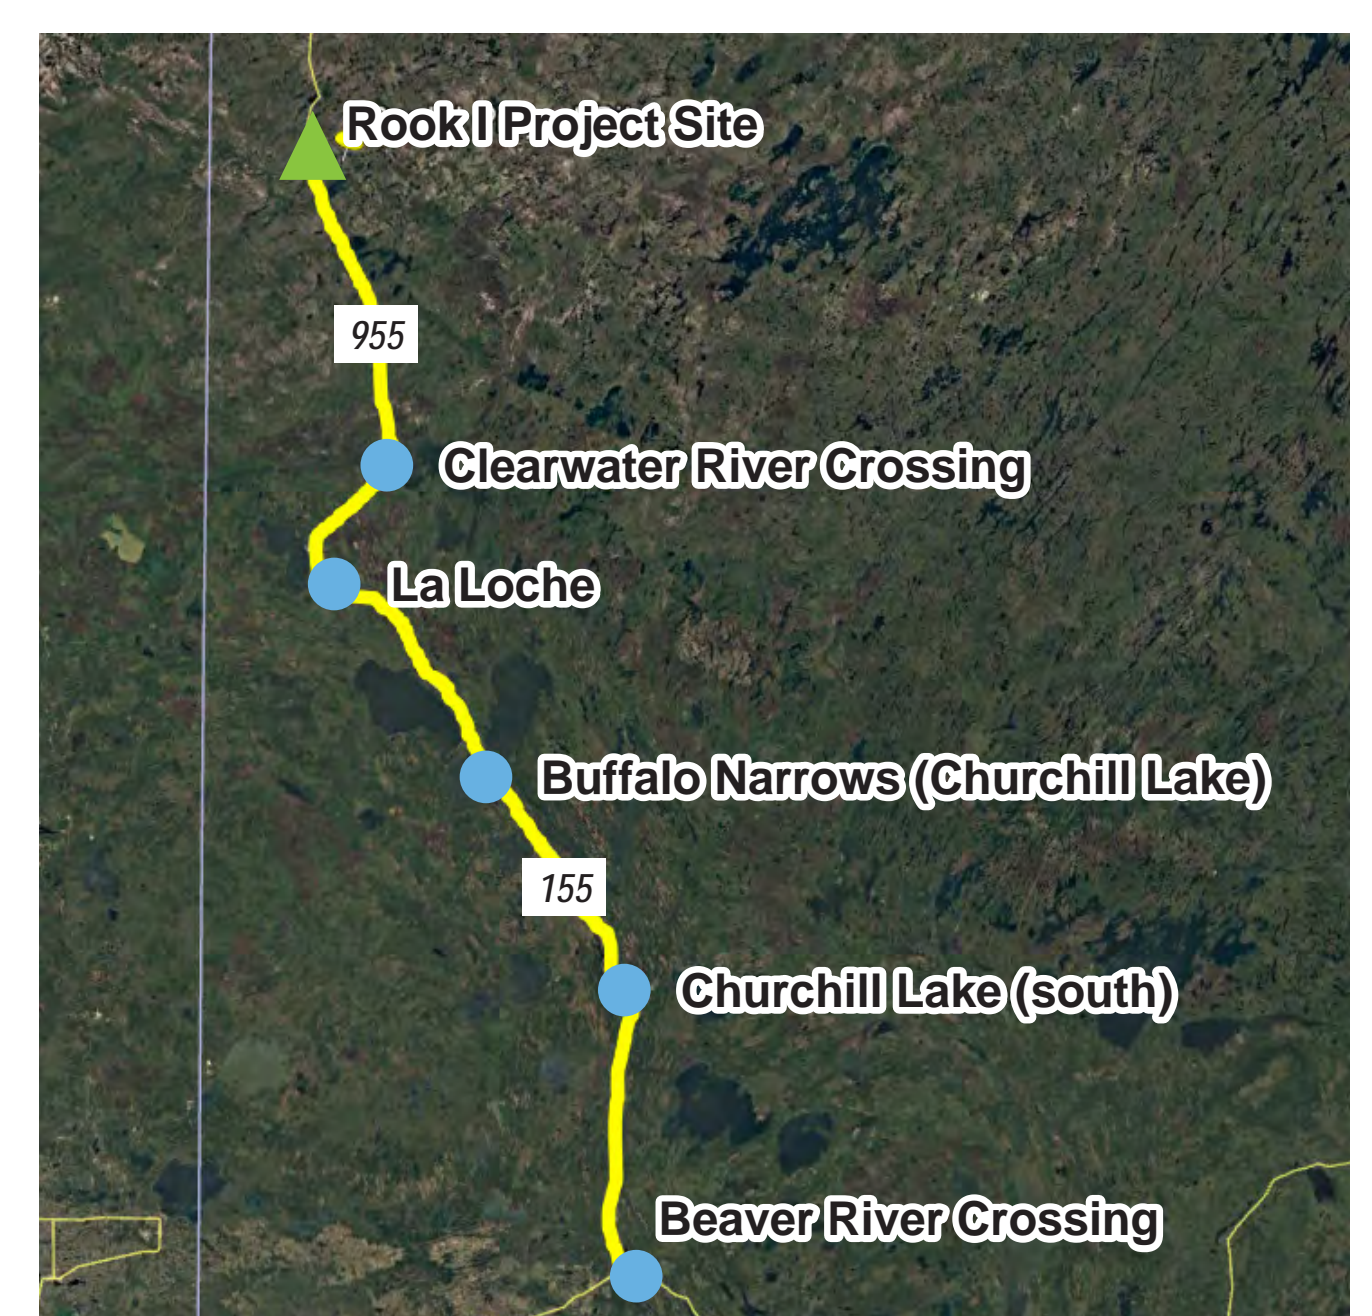 Rook I Project Site
955
Clearwater River Crossing
La Loche
Buffalo Narrows (Churchill Lake)
155
Churchill Lake (south)
Beaver River Crossing